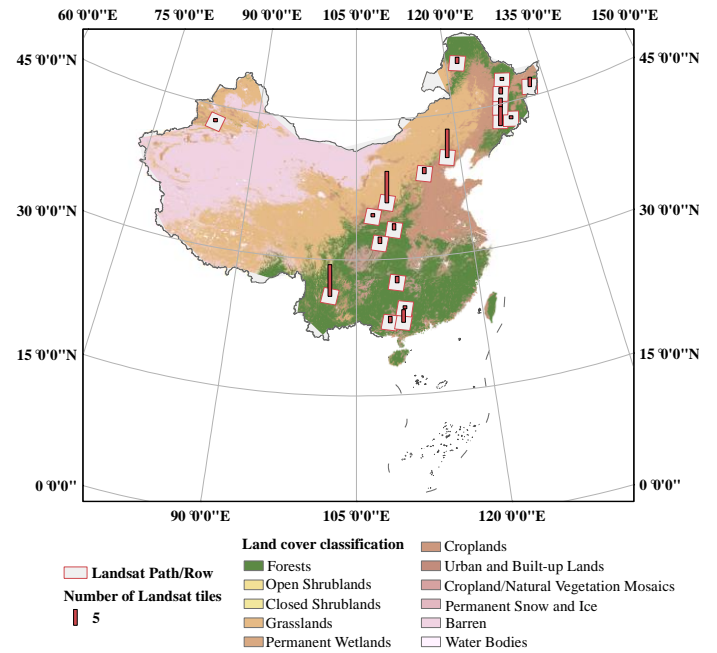 60 °0'0"E 75 °0'0"E 90 °0'0"E 105 °0'0"E 120 °0'0"E 135 °0'0"E 150 °0'0"E
45 °0'0"N 45 °0'0"N
30 °0'0"N 30 °0'0"N
15 °0'0"N 15 °0'0"N
0 °0'0" 0 °0'0"
90 °0'0"E 105 °0'0"E 120 °0'0"E
Landsat Path/Row
Number of Landsat tiles
5
Land cover classification
Forests
Open Shrublands
Closed Shrublands
Grasslands
Permanent Wetlands
Croplands
Urban and Built-up Lands
Cropland/Natural Vegetation Mosaics
Permanent Snow and Ice
Barren
Water Bodies